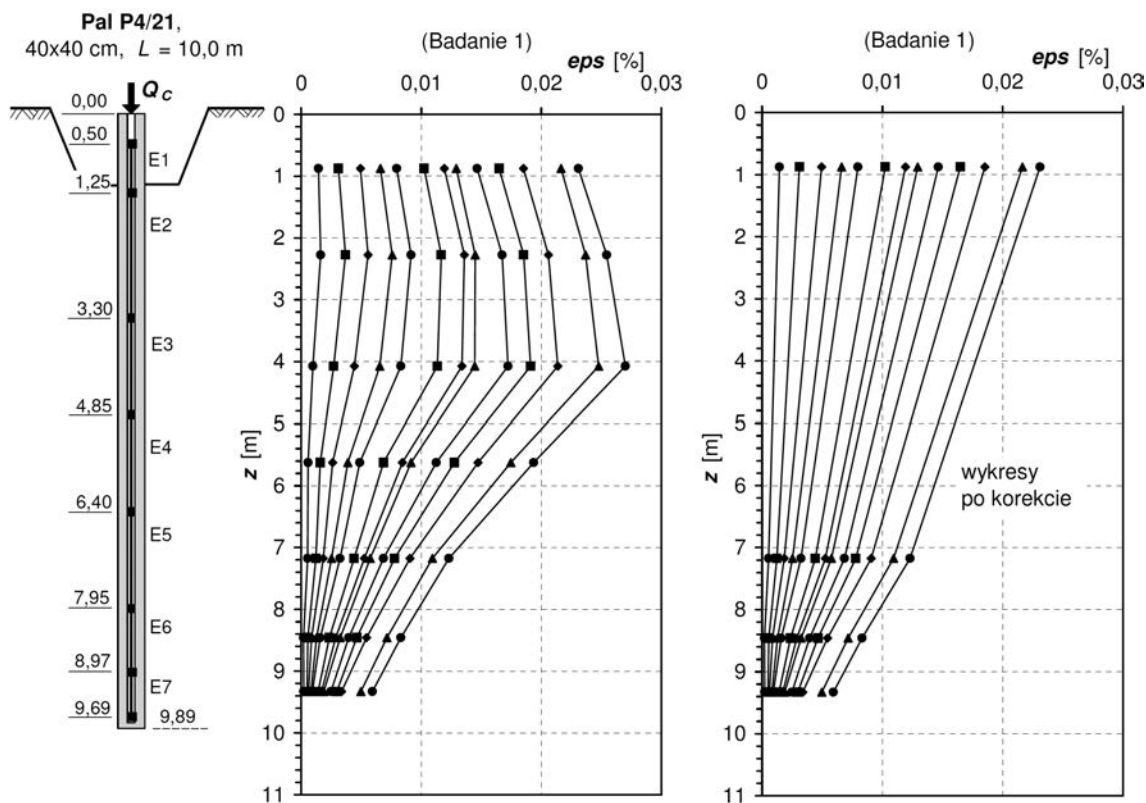 Pal P4/21,
40x40 cm, L = 10,0 m
Qc
0,00
0,50
E1
1,25
E2
3,30
E3
4,85
E4
6,40
E5
7,95
E6
8,97
E7
9,69
9,89
(Badanie 1)
eps [%]
0 0,01 0,02 0,03
0
1
2
3
4
5
6
7
8
9
10
11
z [m]
(Badanie 1)
eps [%]
0 0,01 0,02 0,03
0
1
2
3
4
5
6
7
8
9
10
11
z [m]
wykresy
po korekcie